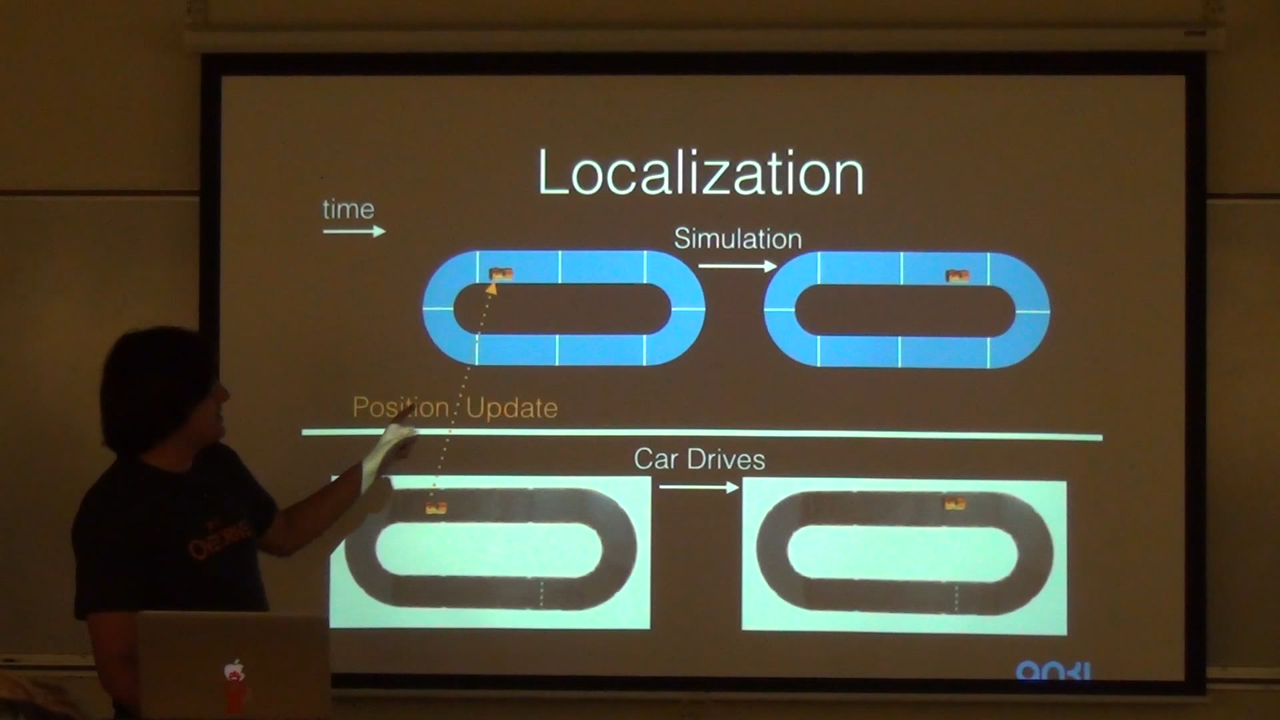 Localization
time
Simulation
Position Update
Car Drives